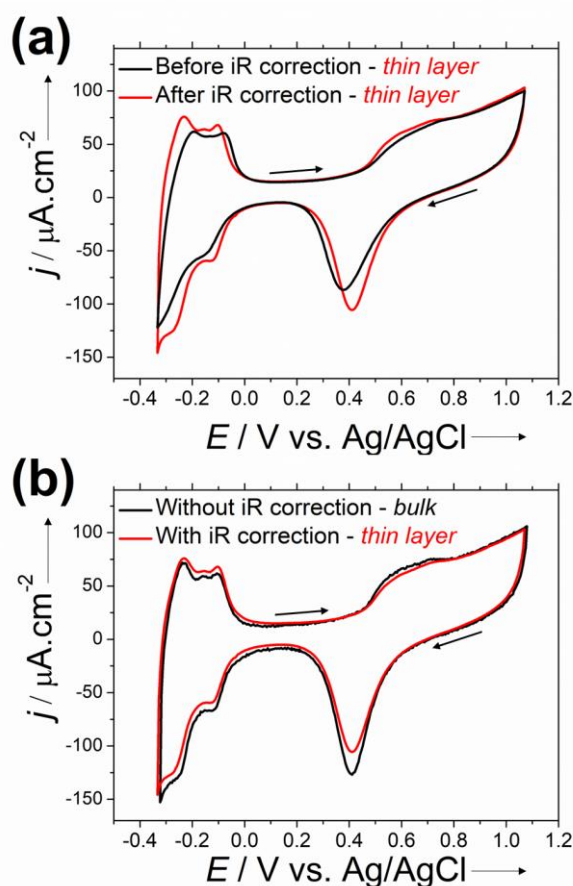 (a)
Before iR correction - thin layer
After iR correction - thin layer
j / μA.cm-2
100
50
0
-50
-100
-150
-0.4 -0.2 0.0 0.2 0.4 0.6 0.8 1.0 1.2
E / V vs. Ag/AgCl
(b)
Without iR correction - bulk
With iR correction - thin layer
j / μA.cm-2
100
50
0
-50
-100
-150
-0.4 -0.2 0.0 0.2 0.4 0.6 0.8 1.0 1.2
E / V vs. Ag/AgCl